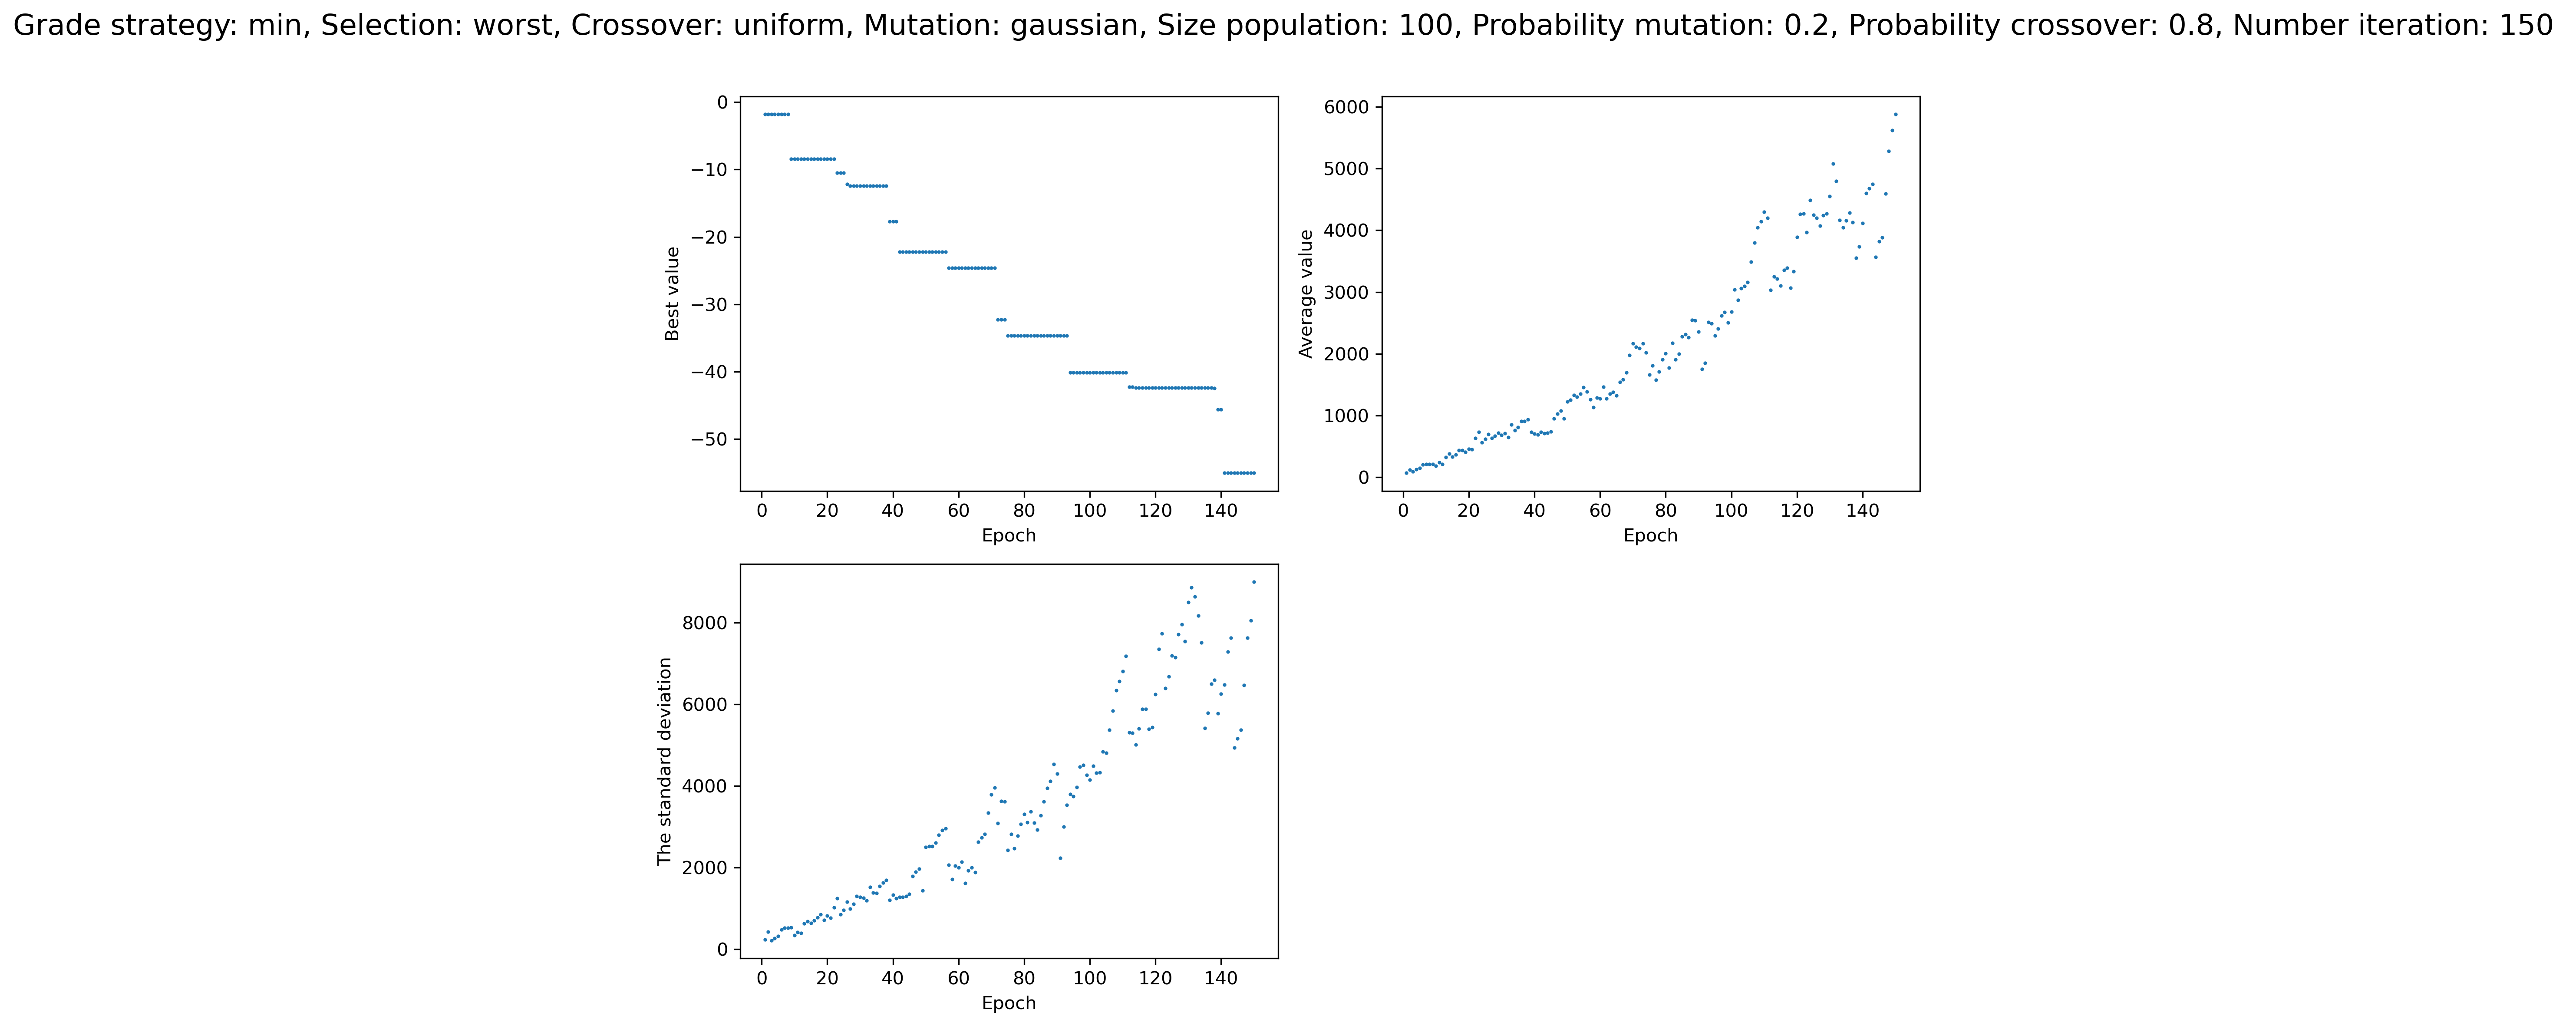 Grade strategy: min, Selection: worst, Crossover: uniform, Mutation: gaussian, Size population: 100, Probability mutation: 0.2, Probability crossover: 0.8, Number iteration: 150
0
−10
−20
−30
−40
−50
Best value
0 20 40 60 80 100 120 140
Epoch
6000
5000
4000
3000
2000
1000
0
Average value
0 20 40 60 80 100 120 140
Epoch
8000
6000
4000
2000
0
The standard deviation
0 20 40 60 80 100 120 140
Epoch